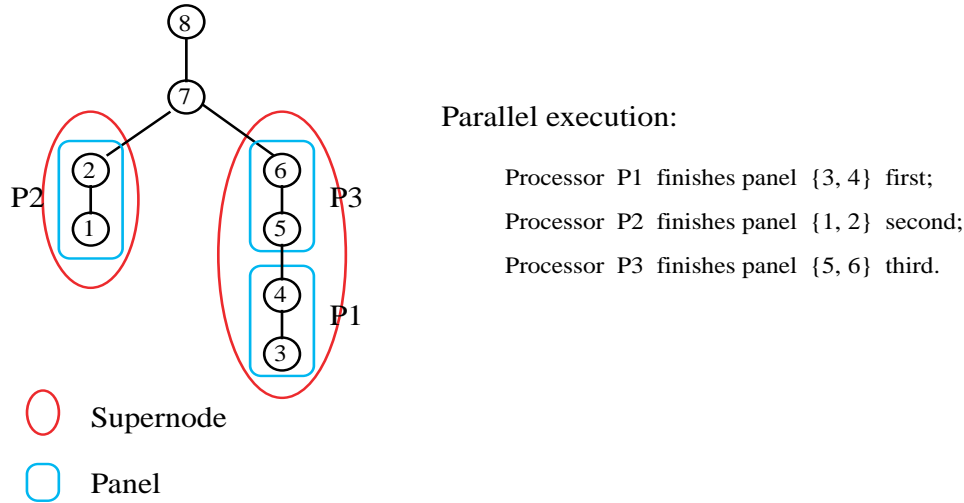 8
7
2
6
P2
P3
1
5
4
P1
3
Supernode
Panel
Parallel execution:
Processor P1 finishes panel {3, 4} first;
Processor P2 finishes panel {1, 2} second;
Processor P3 finishes panel {5, 6} third.